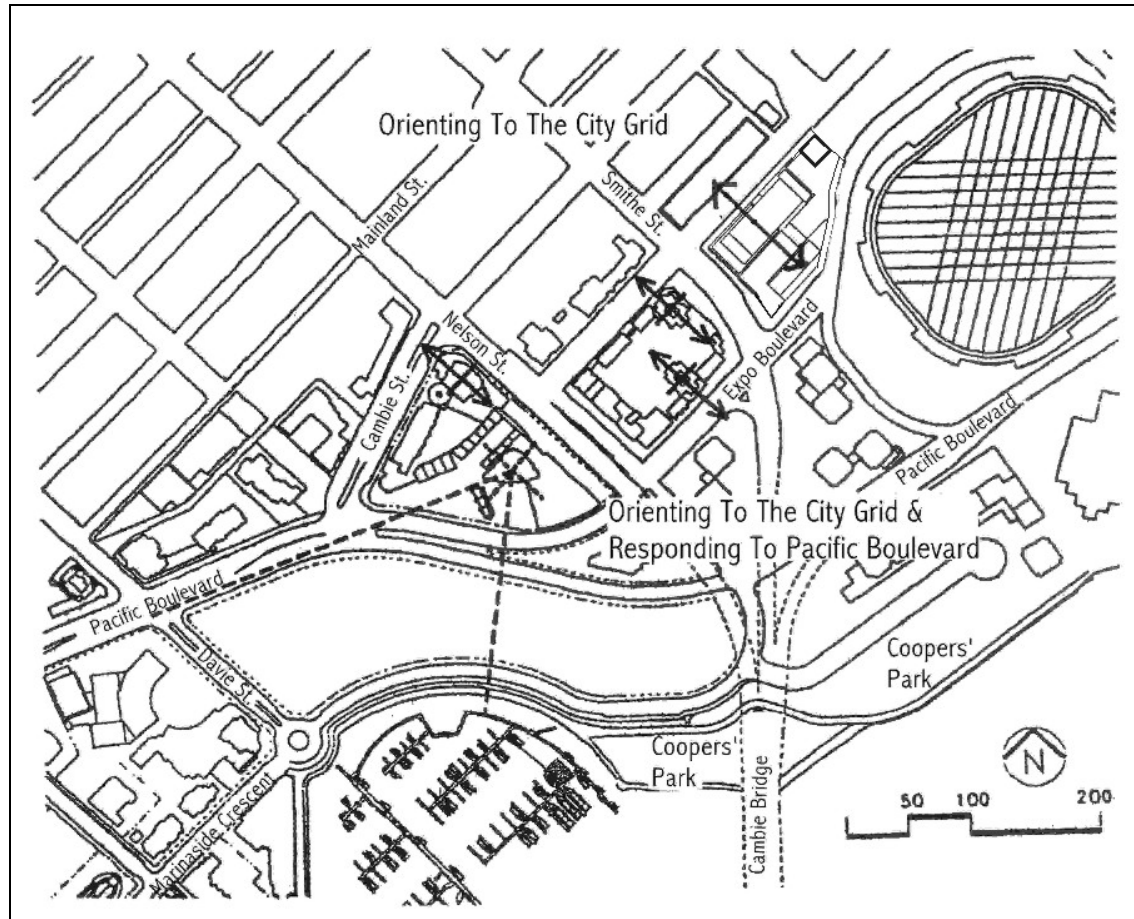 Orienting To The City Grid
Smithe St.
Mainland St.
Nelson St.
Cambie St.
Expo Boulevard
Pacific Boulevard
Orienting To The City Grid &
Responding To Pacific Boulevard
Pacific Boulevard
Davie St.
Coopers'
Park
Coopers'
Park
N
Cambie Bridge
Marinaside Crescent
50 100 200